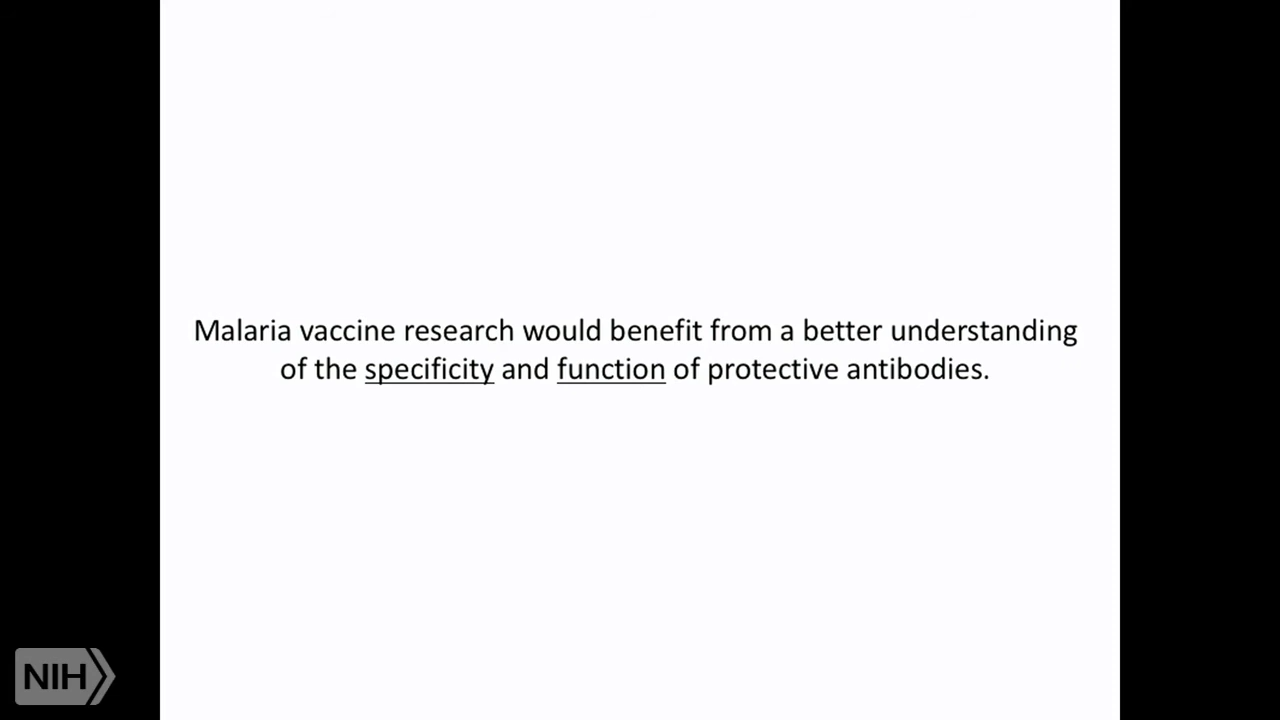 Malaria vaccine research would benefit from a better understanding
of the specificity and function of protective antibodies.
NIH